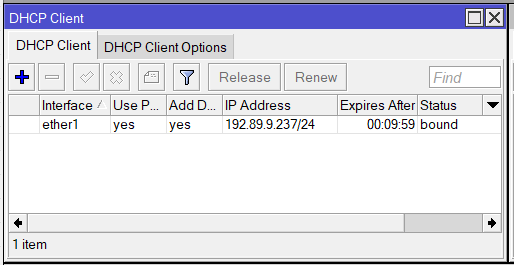 DHCP Client
DHCP Client DHCP Client Options
Release Renew Find
Interface Use P... Add D... IP Address Expires After Status
ether1 yes yes 192.89.9.237/24 00:09:59 bound
1 item